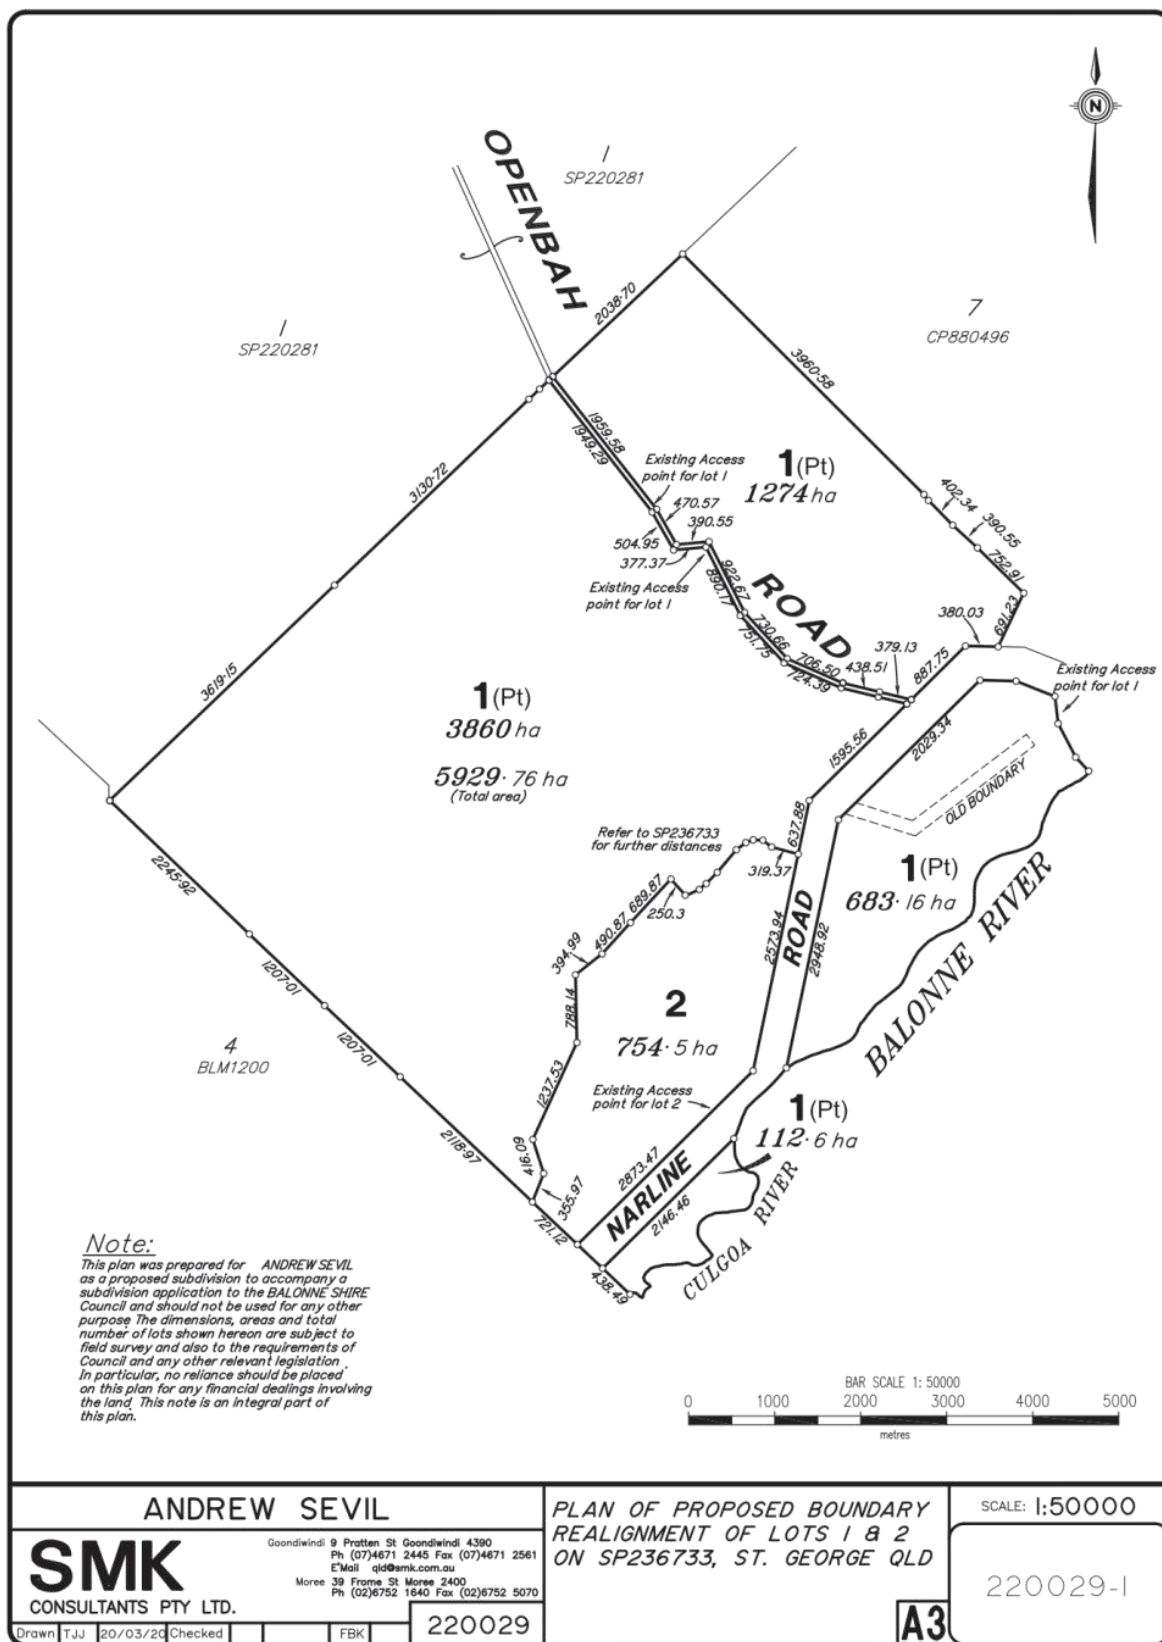 N
OPENBAH
1
SP220281
1
SP220281
7
CP880496
2038·70
3960·58
1959.58
1949.29
3130·72
Existing Access
point for lot 1
1(Pt)
1274 ha
470.57
390.55
504.95
377.37
Existing Access
point for lot 1
922.67
890.17
402.34
390.55
752.91
691.23
380.03
ROAD
730.66
751.75
706.50
724.39
438.51
379.13
887.75
Existing Access
point for lot 1
3619·15
1(Pt)
3860 ha
5929·76 ha
(Total area)
1595.56
2029.34
OLD BOUNDARY
637.88
Refer to SP236733
for further distances
319.37
1(Pt)
683·16 ha
BALONNE RIVER
2245·92
689.87
250.3
490.87
394.99
2573.94
ROAD
2948.92
1207·01
788.14
2
754·5 ha
1207·01
4
BLM1200
1237.53
Existing Access
point for lot 2
1(Pt)
112·6 ha
2118·97
416.09
355.97
2873.47
NARLINE
2146.46
721.12
438.49
CULGOA RIVER
Note:
This plan was prepared for ANDREW SEVIL
as a proposed subdivision to accompany a
subdivision application to the BALONNE SHIRE
Council and should not be used for any other
purpose. The dimensions, areas and total
number of lots shown hereon are subject to
field survey and also to the requirements of
Council and any other relevant legislation.
In particular, no reliance should be placed
on this plan for any financial dealings involving
the land. This note is an integral part of
this plan.
BAR SCALE 1: 50000
0 1000 2000 3000 4000 5000
metres
ANDREW SEVIL
SMK
CONSULTANTS PTY LTD.
Goondiwindi 9 Pratten St Goondiwindi 4390
Ph (07)4671 2445 Fax (07)4671 2561
E'Mail qld@smk.com.au
Moree 39 Frome St Moree 2400
Ph (02)6752 1640 Fax (02)6752 5070
Drawn TJJ 20/03/20 Checked FBK
220029
PLAN OF PROPOSED BOUNDARY
REALIGNMENT OF LOTS 1 & 2
ON SP236733, ST. GEORGE QLD
A3
SCALE: 1:50000
220029-1